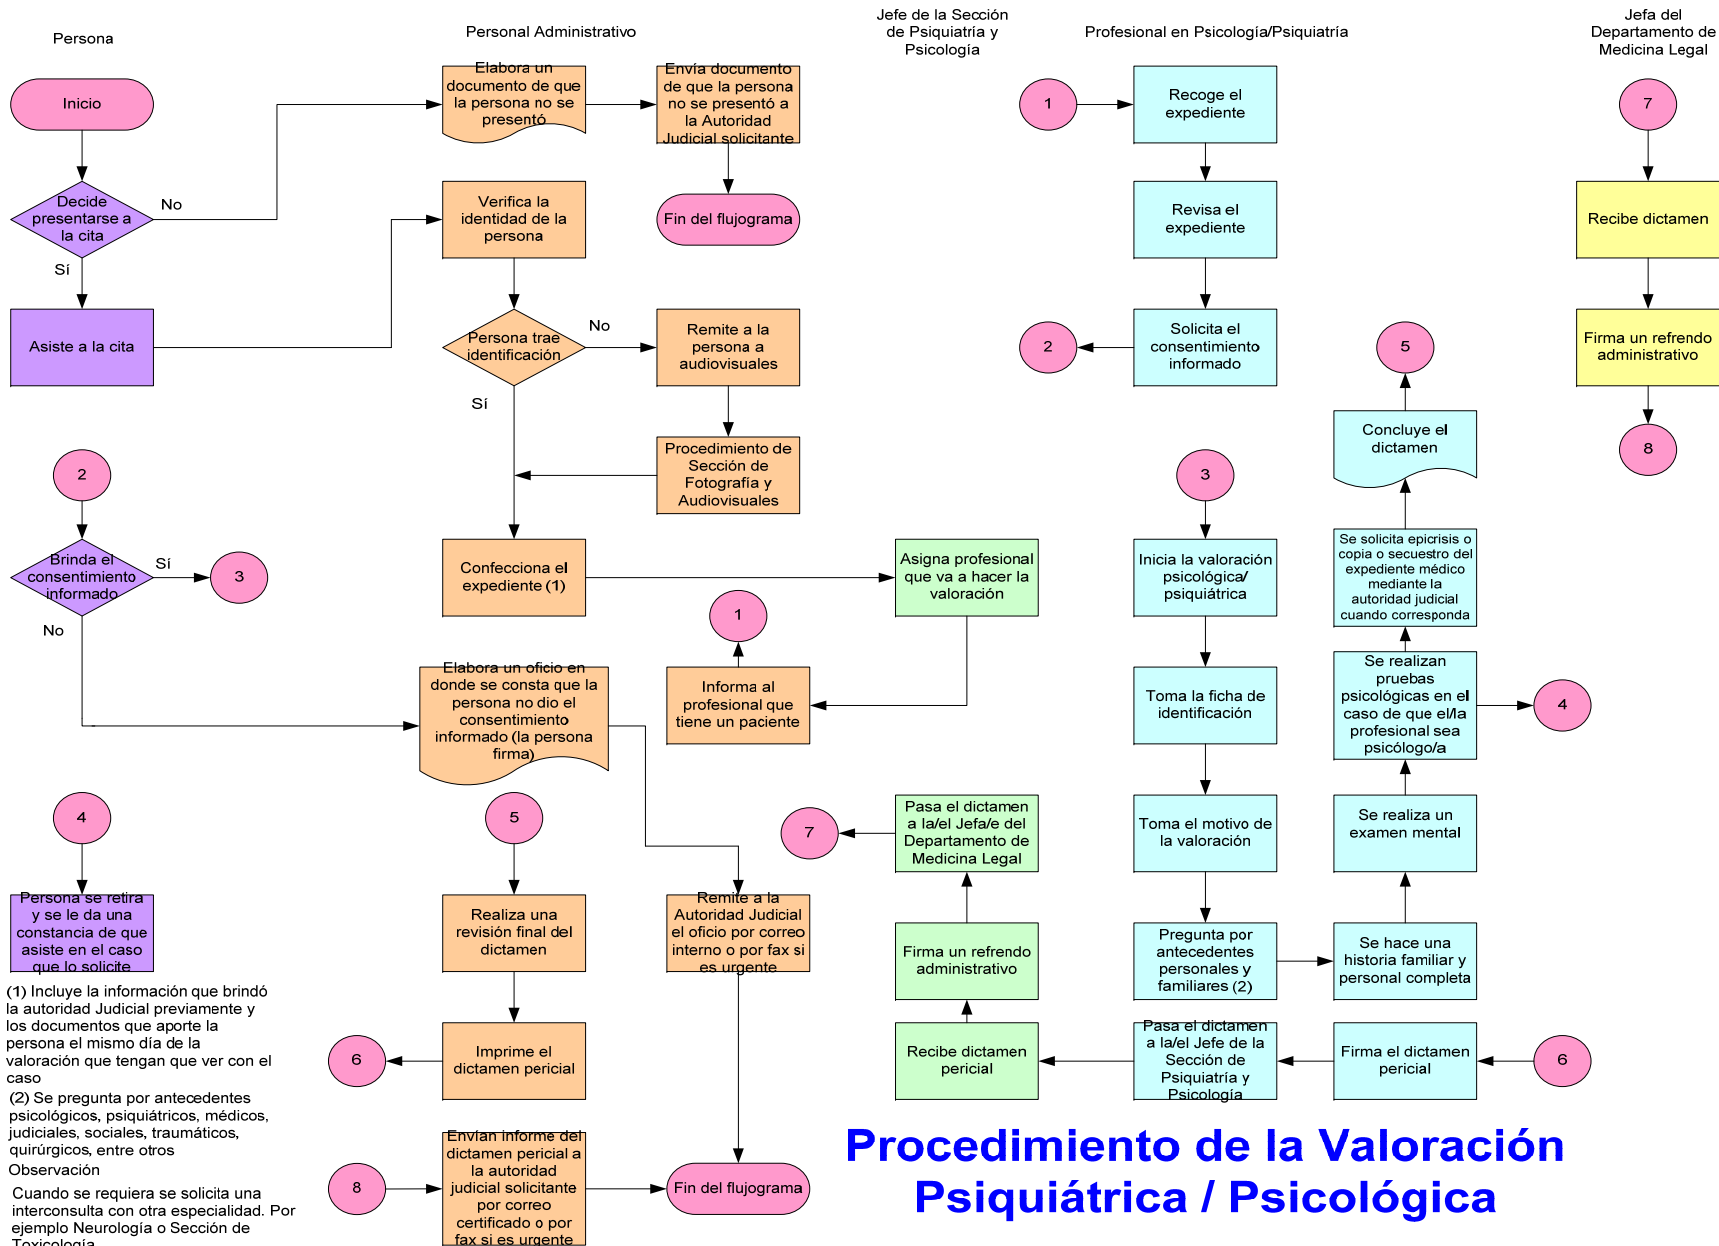 Persona
Personal Administrativo
Jefe de la Sección
de Psiquiatría y
Psicología
Profesional en Psicología/Psiquiatría
Jefa del
Departamento de
Medicina Legal
Inicio
Decide
presentarse a
la cita
No
Sí
Asiste a la cita
Elabora un
documento de que
la persona no se
presentó
Envía documento
de que la persona
no se presentó a
la Autoridad
Judicial solicitante
Fin del flujograma
Verifica la
identidad de la
persona
Persona trae
identificación
No
Sí
Remite a la
persona a
audiovisuales
Procedimiento de
Sección de
Fotografía y
Audiovisuales
Confecciona el
expediente (1)
Asigna profesional
que va a hacer la
valoración
Informa al
profesional que
tiene un paciente
1
1
Recoge el
expediente
Revisa el
expediente
Solicita el
consentimiento
informado
2
2
Brinda el
consentimiento
informado
Sí
3
No
Elabora un oficio en
donde se consta que la
persona no dio el
consentimiento
informado (la persona
firma)
Remite a la
Autoridad Judicial
el oficio por correo
interno o por fax si
es urgente
3
Inicia la valoración
psicológica/
psiquiátrica
Toma la ficha de
identificación
Toma el motivo de
la valoración
Pregunta por
antecedentes
personales y
familiares (2)
Se hace una
historia familiar y
personal completa
Se realiza un
examen mental
Se realizan
pruebas
psicológicas en el
caso de que el/la
profesional sea
psicólogo/a
4
Se solicita epicrisis o
copia o secuestro del
expediente médico
mediante la
autoridad judicial
cuando corresponda
Concluye el
dictamen
5
4
Persona se retira
y se le da una
constancia de que
asiste en el caso
que lo solicite
5
Realiza una
revisión final del
dictamen
Imprime el
dictamen pericial
6
6
Firma el dictamen
pericial
Pasa el dictamen
a la/el Jefe de la
Sección de
Psiquiatría y
Psicología
Recibe dictamen
pericial
Firma un refrendo
administrativo
Pasa el dictamen
a la/el Jefa/e del
Departamento de
Medicina Legal
7
7
Recibe dictamen
Firma un refrendo
administrativo
8
8
Envían informe del
dictamen pericial a
la autoridad
judicial solicitante
por correo
certificado o por
fax si es urgente
Fin del flujograma
(1) Incluye la información que brindó
la autoridad Judicial previamente y
los documentos que aporte la
persona el mismo día de la
valoración que tengan que ver con el
caso
(2) Se pregunta por antecedentes
psicológicos, psiquiátricos, médicos,
judiciales, sociales, traumáticos,
quirúrgicos, entre otros
Observación
Cuando se requiera se solicita una
interconsulta con otra especialidad. Por
ejemplo Neurología o Sección de
Toxicología
Procedimiento de la Valoración
Psiquiátrica / Psicológica